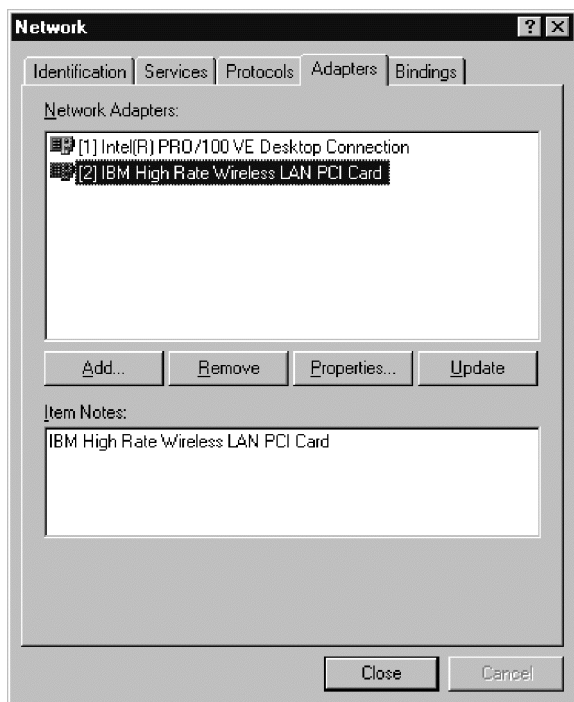 Network
Identification Services Protocols Adapters Bindings
Network Adapters:
[1] Intel(R) PRO/100 VE Desktop Connection
[2] IBM High Rate Wireless LAN PCI Card
Add... Remove Properties... Update
Item Notes:
IBM High Rate Wireless LAN PCI Card
Close Cancel